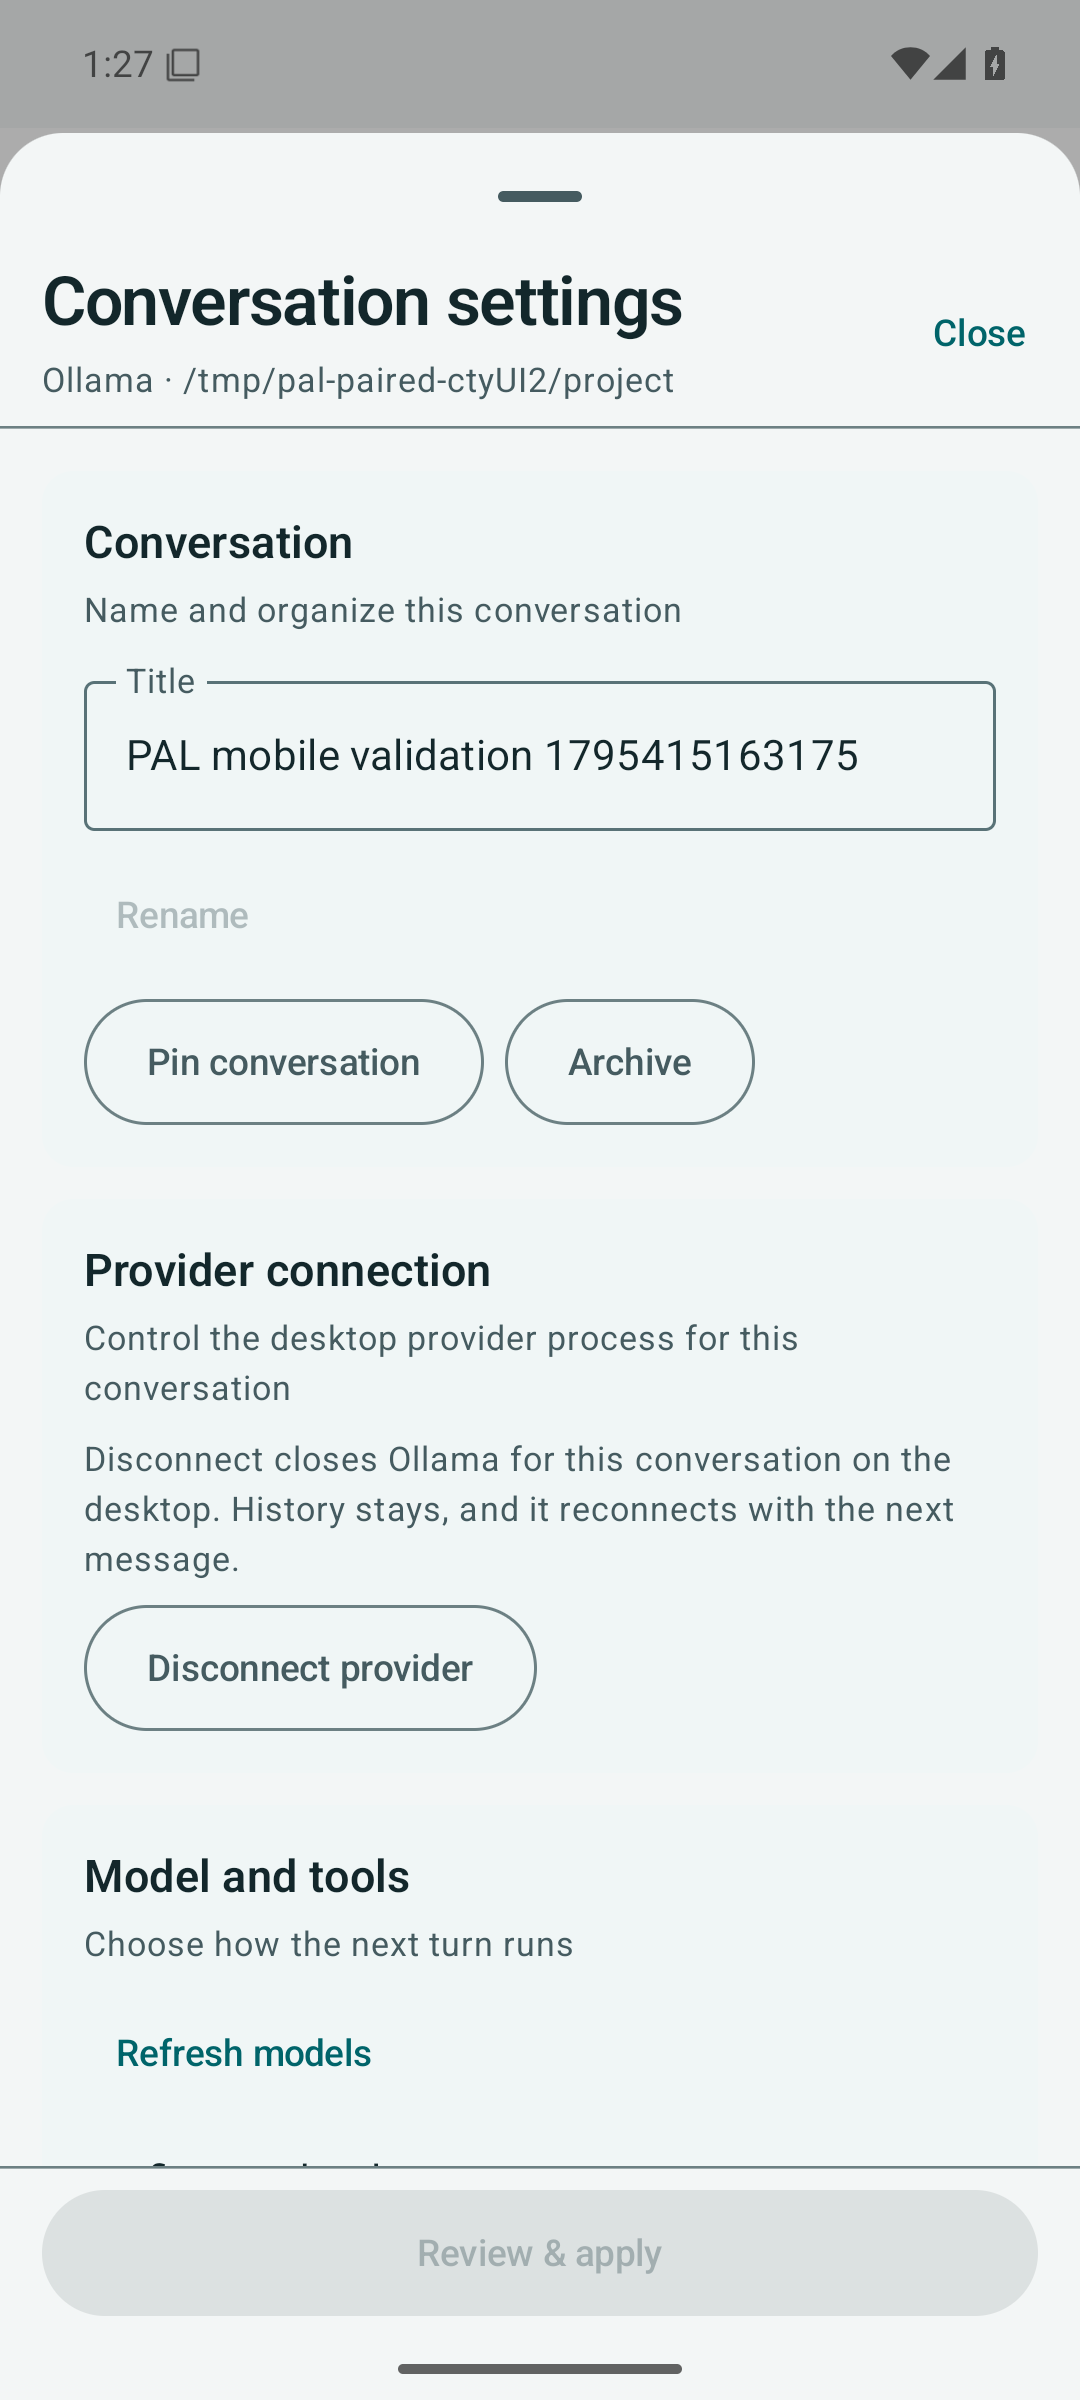 1:27
Conversation settings
Close
Ollama · /tmp/pal-paired-ctyUI2/project
Conversation
Name and organize this conversation
Title
PAL mobile validation 1795415163175
Rename
Pin conversation
Archive
Provider connection
Control the desktop provider process for this
conversation
Disconnect closes Ollama for this conversation on the
desktop. History stays, and it reconnects with the next
message.
Disconnect provider
Model and tools
Choose how the next turn runs
Refresh models
Review & apply